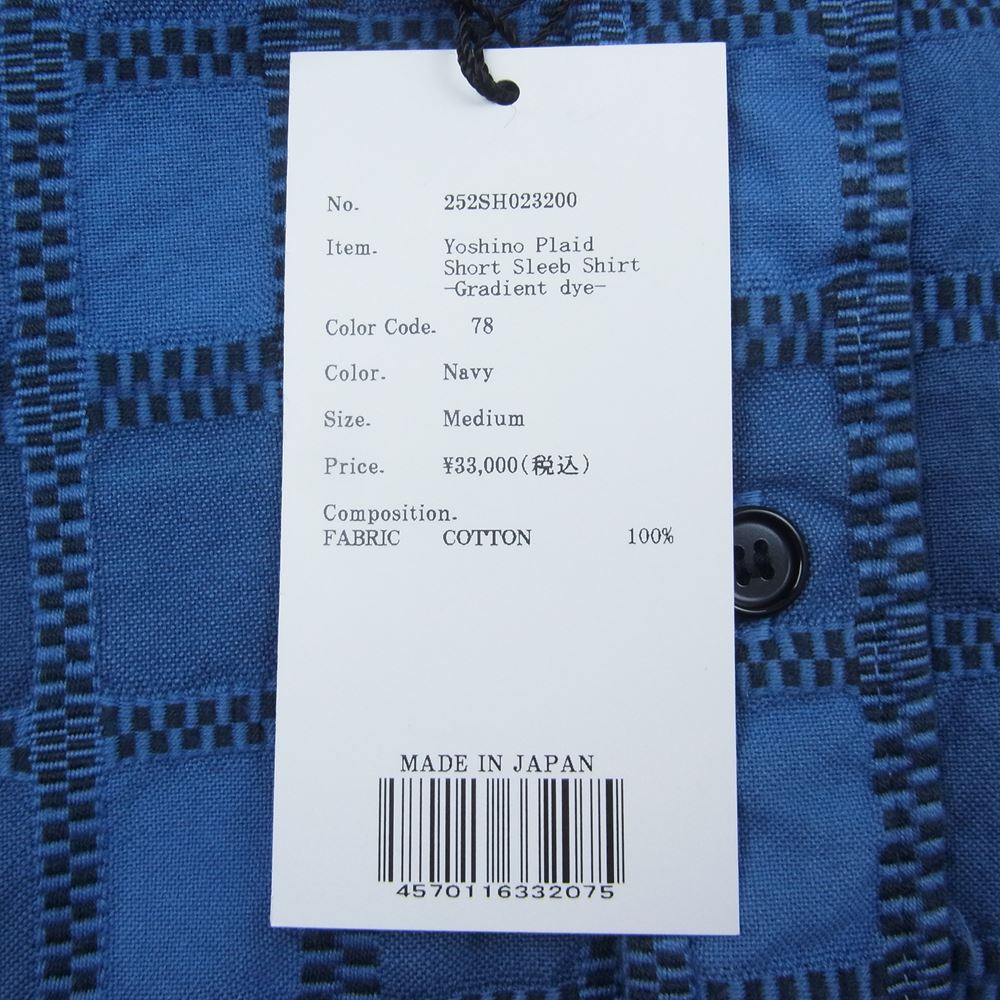 No. 252SH023200
Item. Yoshino Plaid
Short Sleeb Shirt
-Gradient dye-
Color Code. 78
Color. Navy
Size. Medium
Price. ¥33,000(税込)
Composition.
FABRIC COTTON 100%
MADE IN JAPAN
4570116332075